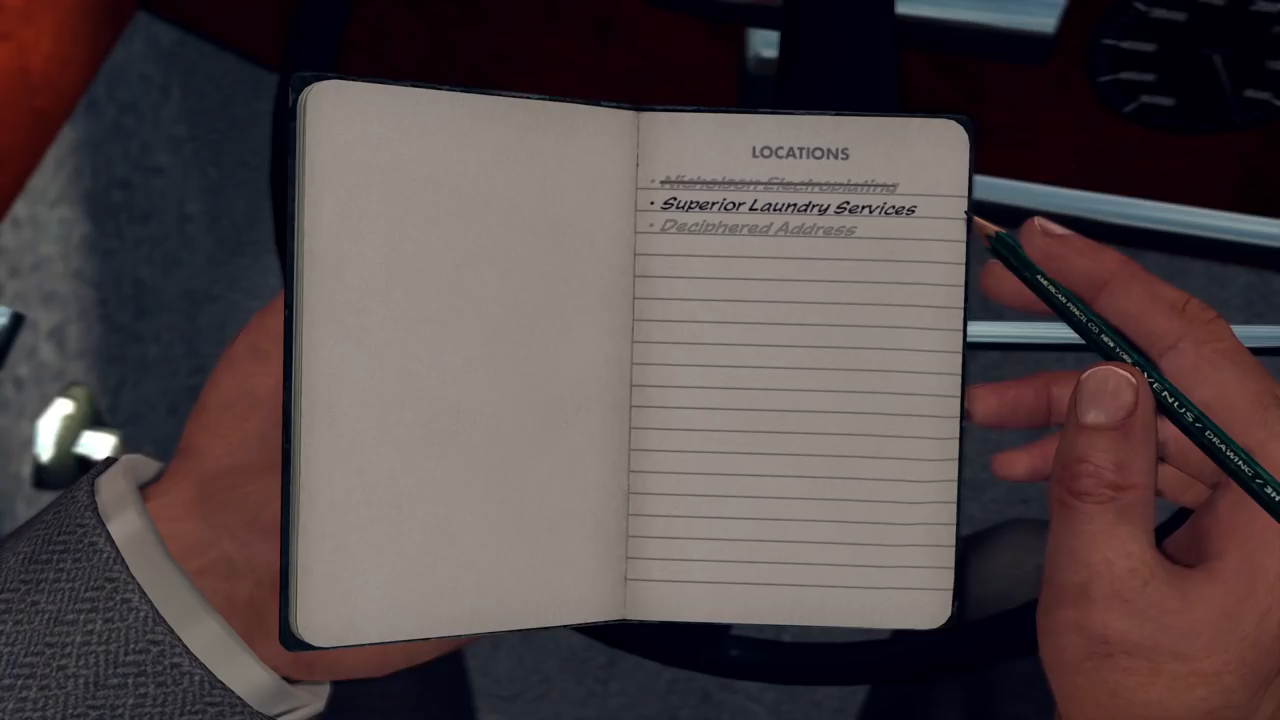 LOCATIONS
· Nicholson Electroplating
· Superior Laundry Services
· Deciphered Address
AMERICAN PENCIL CO. NEW YORK VENUS / DRAWING / 3H